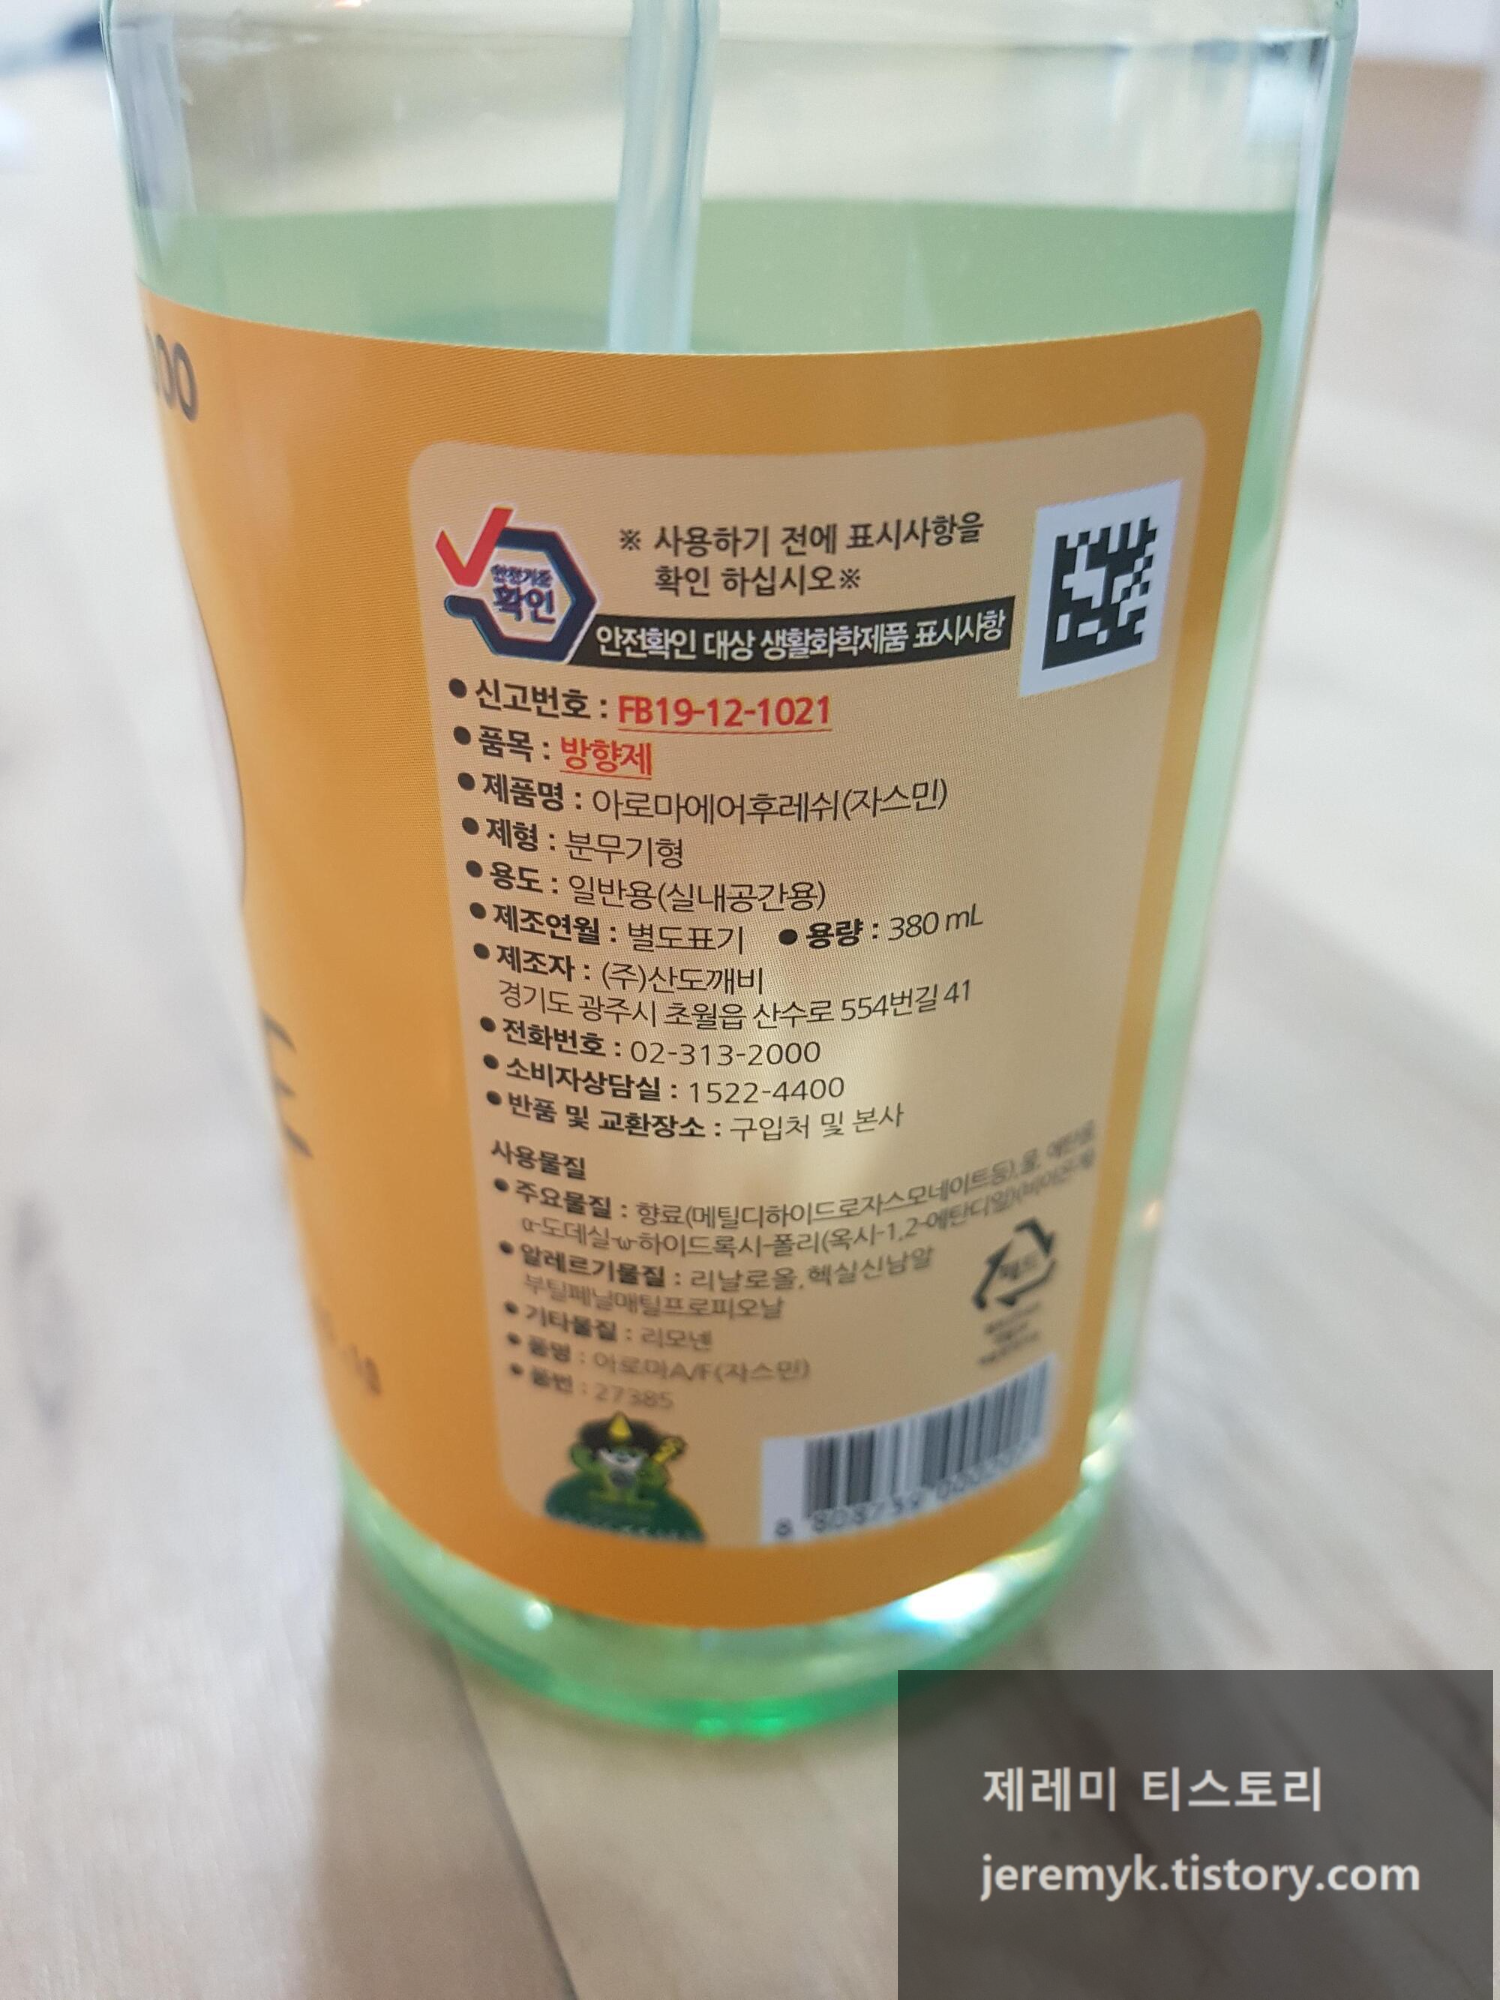 안전기준
확인
※ 사용하기 전에 표시사항을
확인 하십시오※
안전확인 대상 생활화학제품 표시사항
● 신고번호 : FB19-12-1021
● 품목 : 방향제
● 제품명 : 아로마에어후레쉬(자스민)
● 제형 : 분무기형
● 용도 : 일반용(실내공간용)
● 제조연월 : 별도표기 ● 용량 : 380 mL
● 제조자 : (주)산도깨비
경기도 광주시 초월읍 산수로 554번길 41
● 전화번호 : 02-313-2000
● 소비자상담실 : 1522-4400
● 반품 및 교환장소 : 구입처 및 본사
사용물질
● 주요물질 : 향료(메틸디하이드로자스모네이트등), 물, 에탄올
α-도데실-ω-하이드록시-폴리(옥시-1,2-에탄디일)
● 알레르기물질 : 리날로올, 헥실신남알
부틸페닐메틸프로피오날
● 기타물질 : 리모넨
● 품명 : 아로마A/F(자스민)
● 품번 : 27385
제레미 티스토리
jeremyk.tistory.com